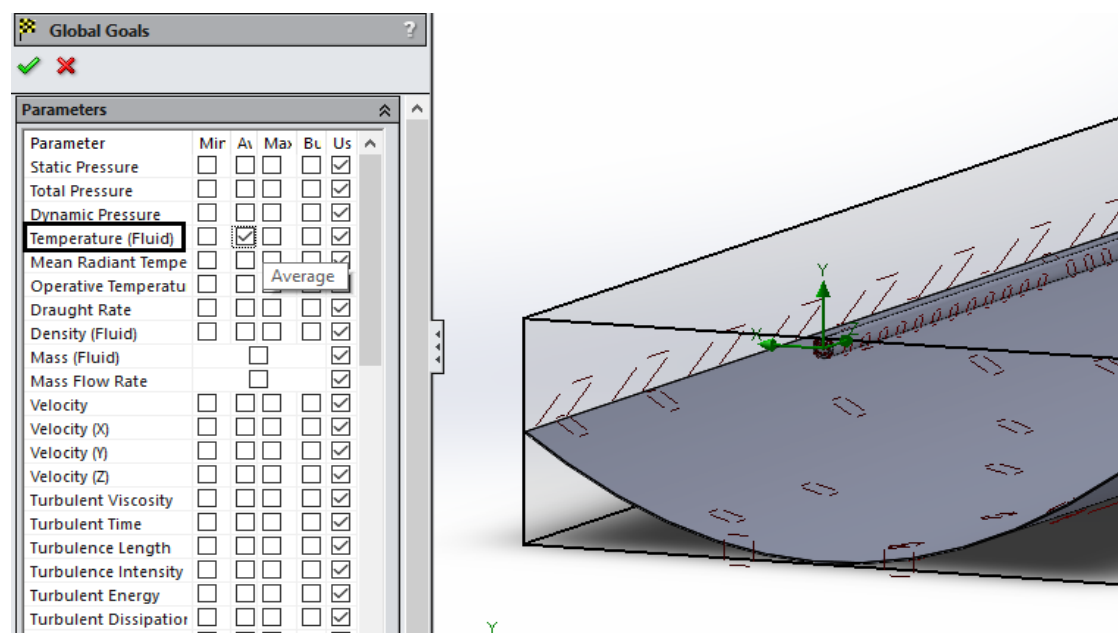 Global Goals ?
Parameters
Parameter Mir Av Max Bu Us
Static Pressure
Total Pressure
Dynamic Pressure
Temperature (Fluid)
Mean Radiant Tempe
Average
Operative Temperatu
Draught Rate
Density (Fluid)
Mass (Fluid)
Mass Flow Rate
Velocity
Velocity (X)
Velocity (Y)
Velocity (Z)
Turbulent Viscosity
Turbulent Time
Turbulence Length
Turbulence Intensity
Turbulent Energy
Turbulent Dissipation
Y
X
Z
Y